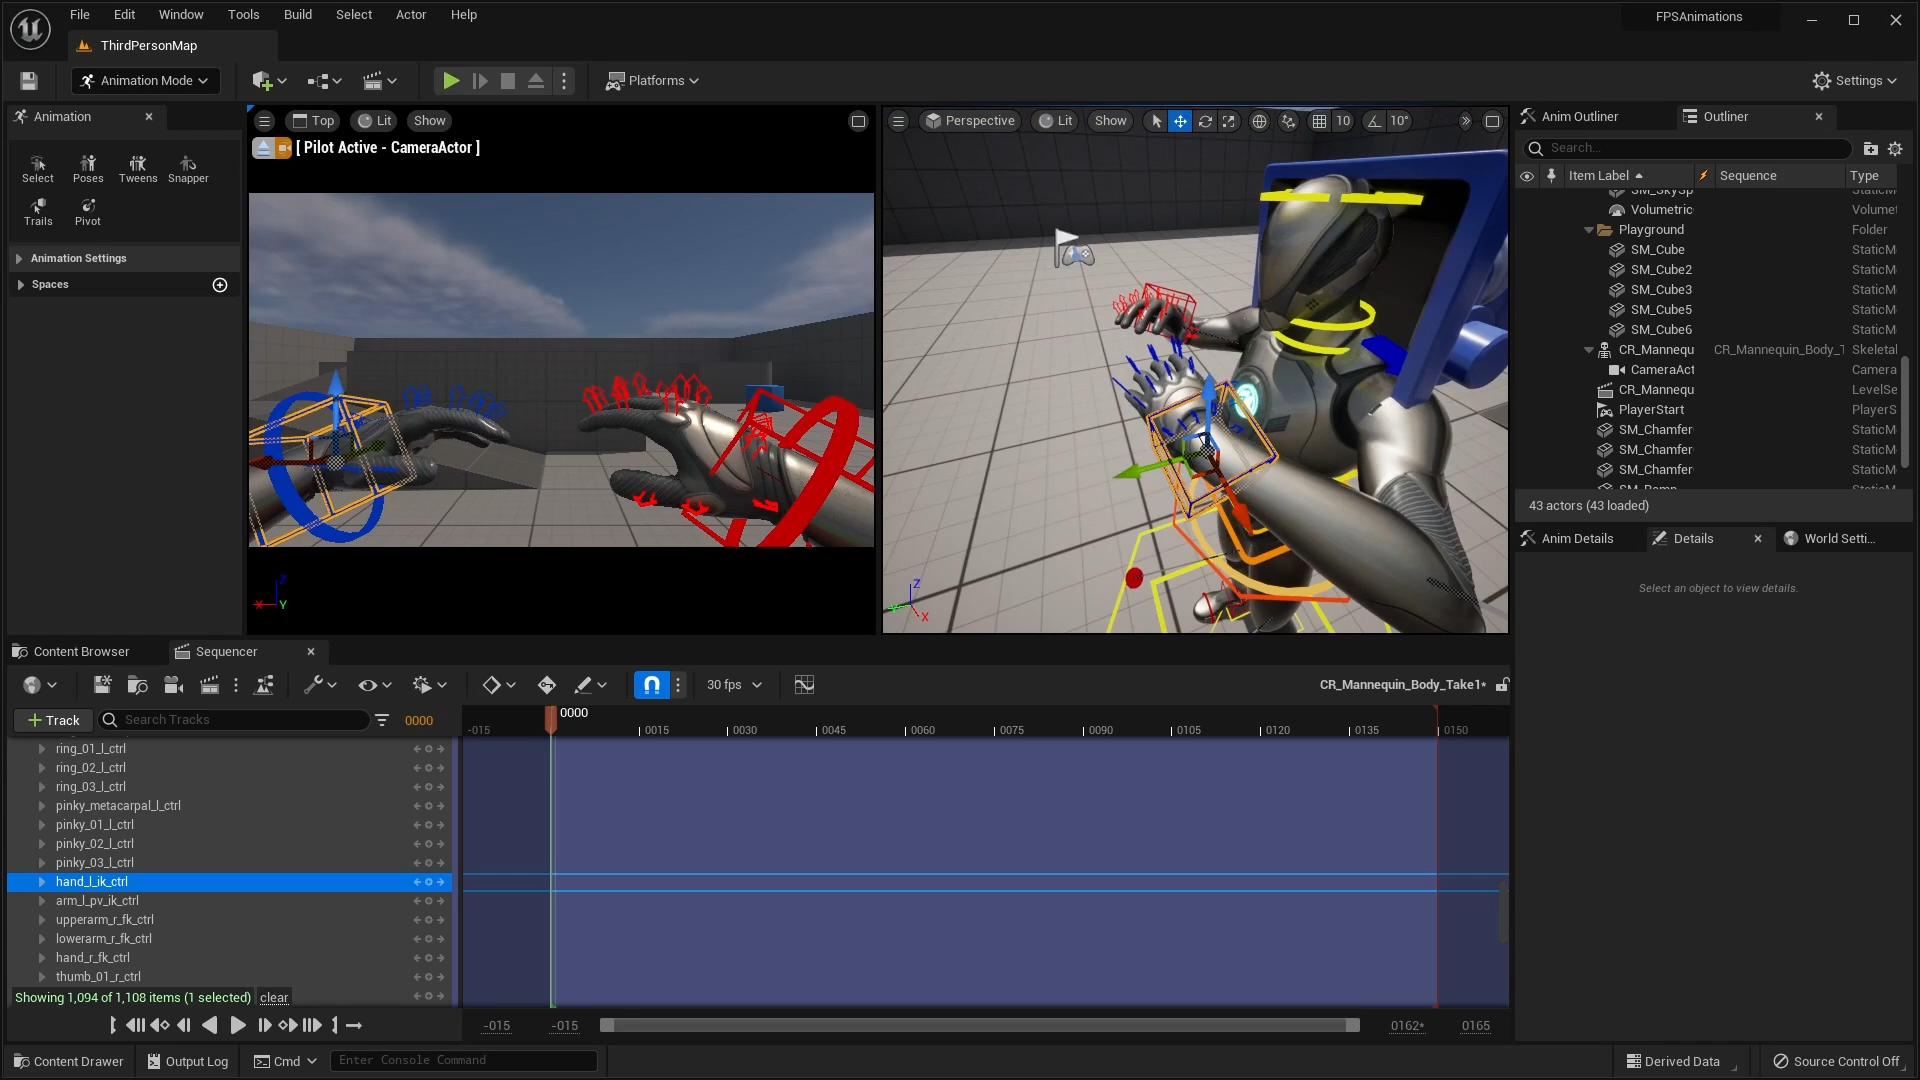 File Edit Window Tools Build Select Actor Help
FPSAnimations
ThirdPersonMap
Animation Mode
Platforms
Settings
Animation
Top Lit Show
Perspective Lit Show 10 10°
Anim Outliner Outliner
[ Pilot Active - CameraActor ]
Search...
Select Poses Tweens Snapper
Item Label Sequence Type
Volumetric Volumet
Trails Pivot
Playground Folder
SM_Cube StaticM
Animation Settings
SM_Cube2 StaticM
Spaces
SM_Cube3 StaticM
SM_Cube5 StaticM
SM_Cube6 StaticM
CR_Mannequ CR_Mannequin_Body_T Skeletal
CameraAct Camera
CR_Mannequ LevelSe
PlayerStart PlayerS
SM_Chamfer StaticM
SM_Chamfer StaticM
SM_Chamfer StaticM
43 actors (43 loaded)
Anim Details Details World Setti...
Select an object to view details.
Z
X Y
Z
X
Content Browser Sequencer
30 fps
CR_Mannequin_Body_Take1*
Track Search Tracks 0000
0000
-015 0015 0030 0045 0060 0075 0090 0105 0120 0135 0150
ring_01_l_ctrl
ring_02_l_ctrl
ring_03_l_ctrl
pinky_metacarpal_l_ctrl
pinky_01_l_ctrl
pinky_02_l_ctrl
pinky_03_l_ctrl
hand_l_ik_ctrl
arm_l_pv_ik_ctrl
upperarm_r_fk_ctrl
lowerarm_r_fk_ctrl
hand_r_fk_ctrl
thumb_01_r_ctrl
Showing 1,094 of 1,108 items (1 selected) clear
-015 -015 0162* 0165
Content Drawer Output Log Cmd Enter Console Command
Derived Data Source Control Off